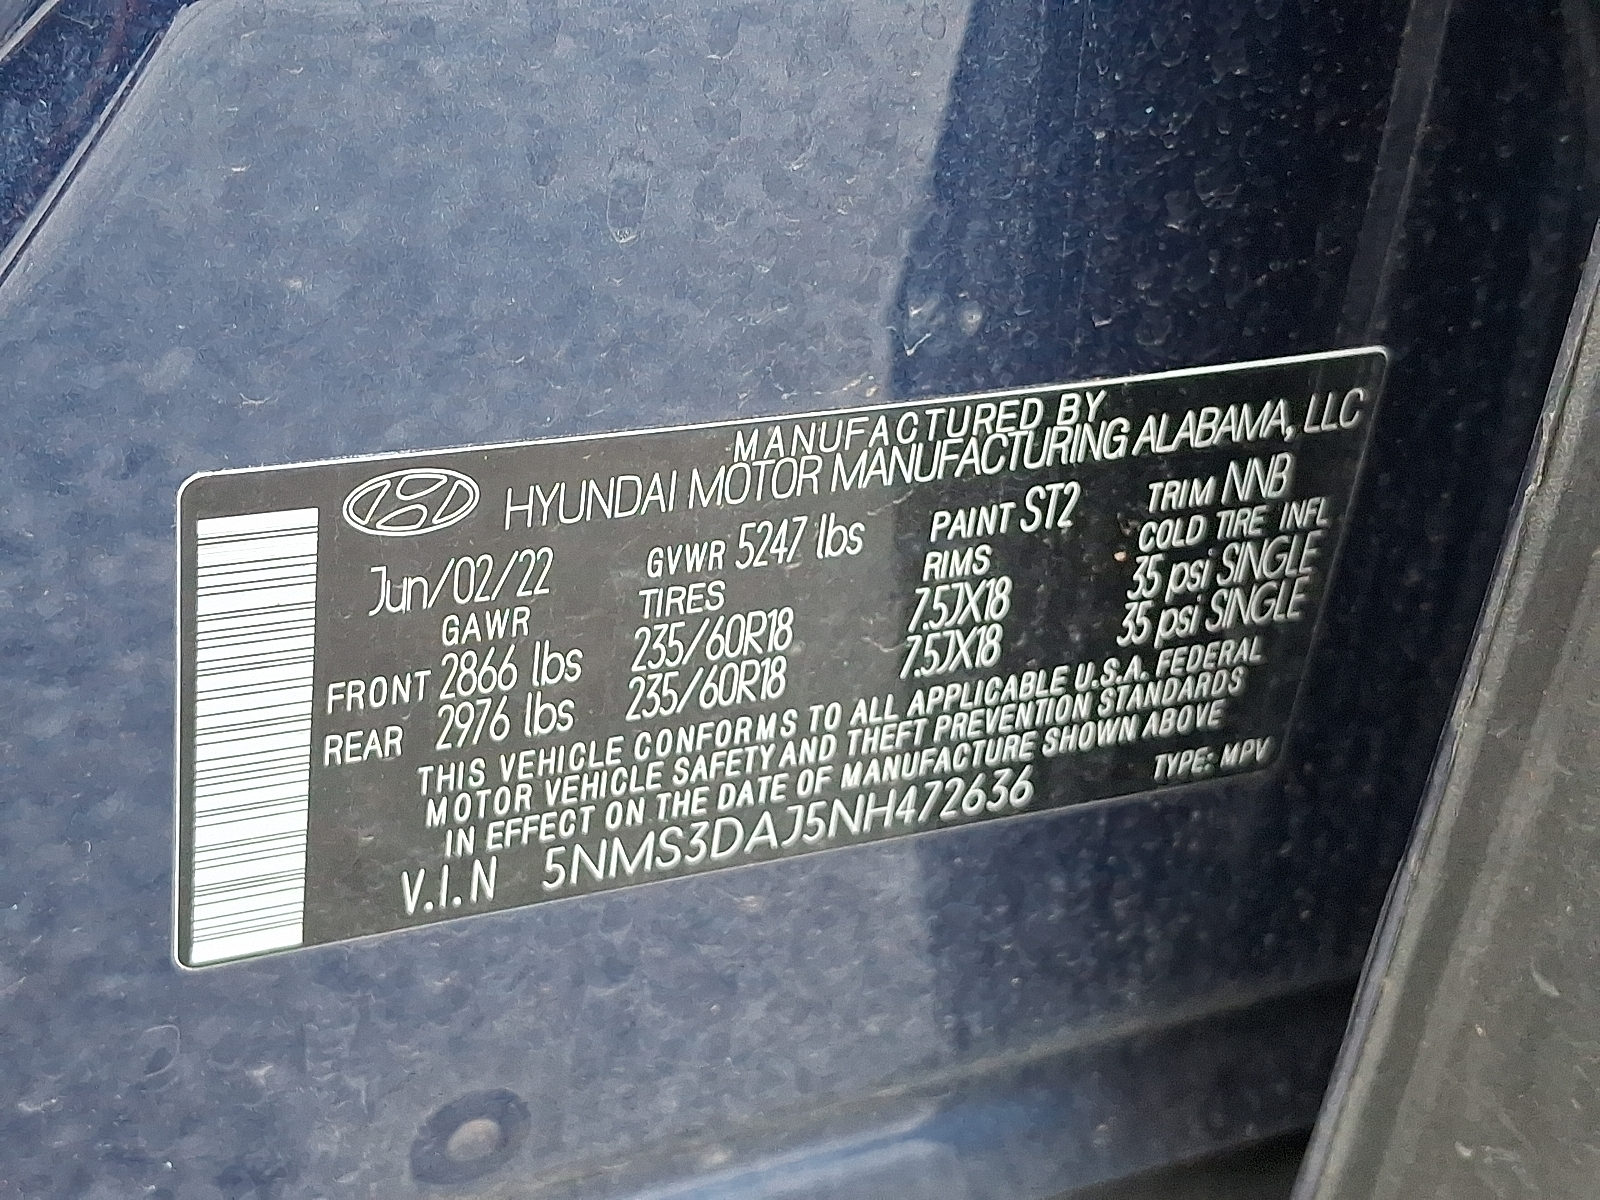 MANUFACTURED BY
HYUNDAI MOTOR MANUFACTURING ALABAMA, LLC
Jun/02/22 GVWR 5247 lbs PAINT ST2 TRIM NNB
GAWR TIRES RIMS COLD TIRE INFL
FRONT 2866 lbs 235/60R18 7.5JX18 35 psi SINGLE
REAR 2976 lbs 235/60R18 7.5JX18 35 psi SINGLE
THIS VEHICLE CONFORMS TO ALL APPLICABLE U.S.A. FEDERAL
MOTOR VEHICLE SAFETY AND THEFT PREVENTION STANDARDS
IN EFFECT ON THE DATE OF MANUFACTURE SHOWN ABOVE
V.I.N 5NMS3DAJ5NH472636 TYPE: MPV